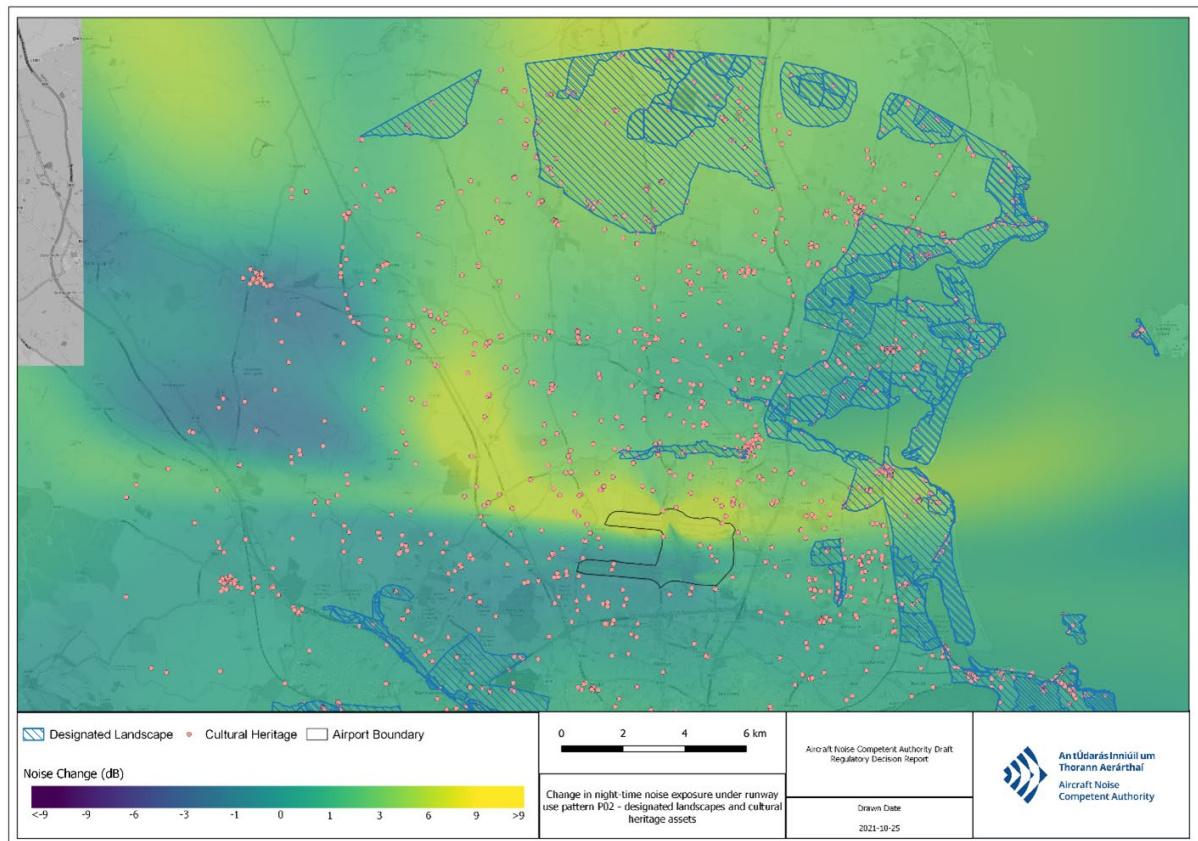 Designated Landscape
Cultural Heritage
Airport Boundary
Noise Change (dB)
<-9 -9 -6 -3 -1 0 1 3 6 9 >9
0 2 4 6 km
Change in night-time noise exposure under runway
use pattern P02 - designated landscapes and cultural
heritage assets
Aircraft Noise Competent Authority Draft
Regulatory Decision Report
Drawn Date
2021-10-25
An tÚdarás Inniúil um
Thorann Aerárthaí
Aircraft Noise
Competent Authority